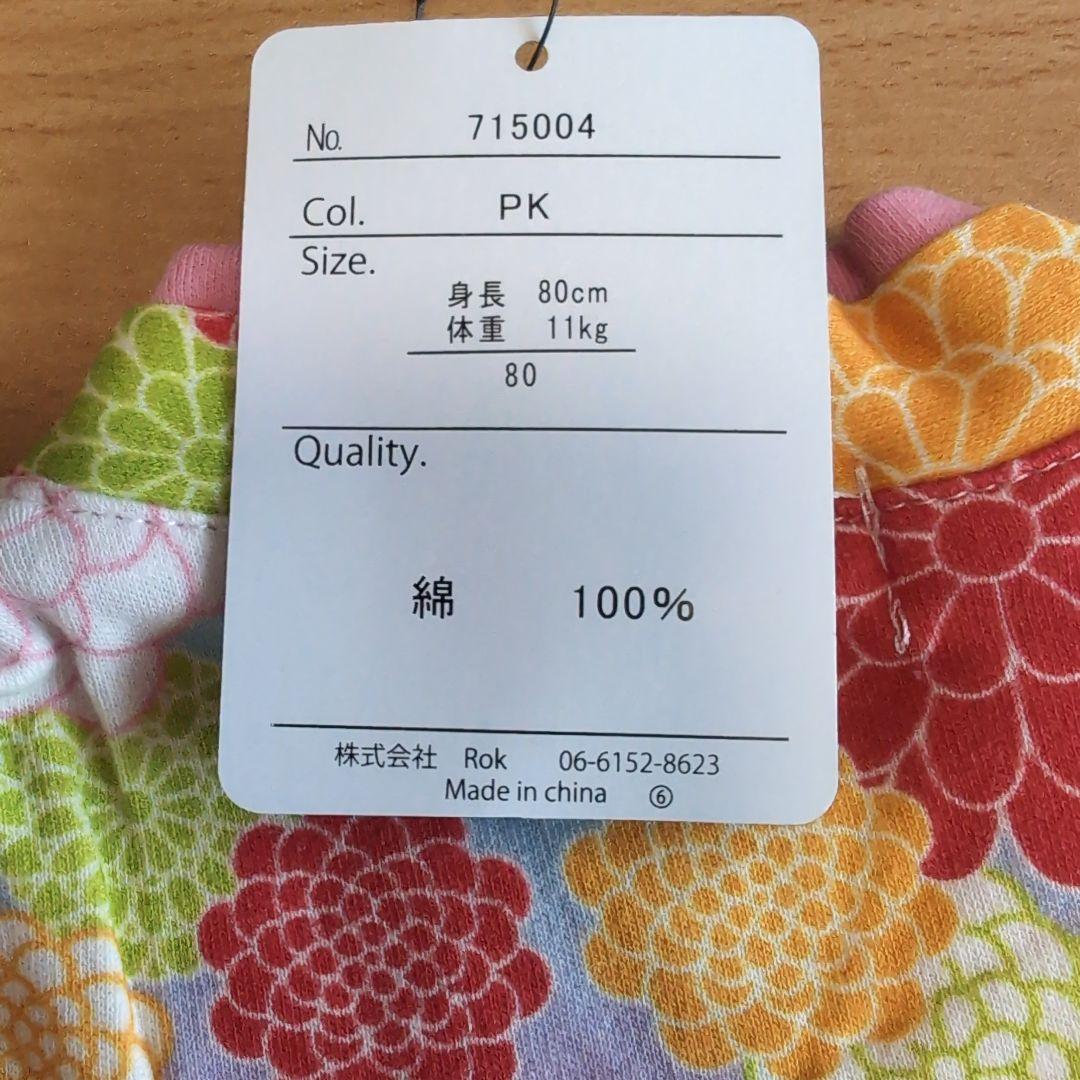 No. 715004
Col. PK
Size.
身長 80cm
体重 11kg
80
Quality.
綿 100%
株式会社 Rok 06-6152-8623
Made in china ⑥